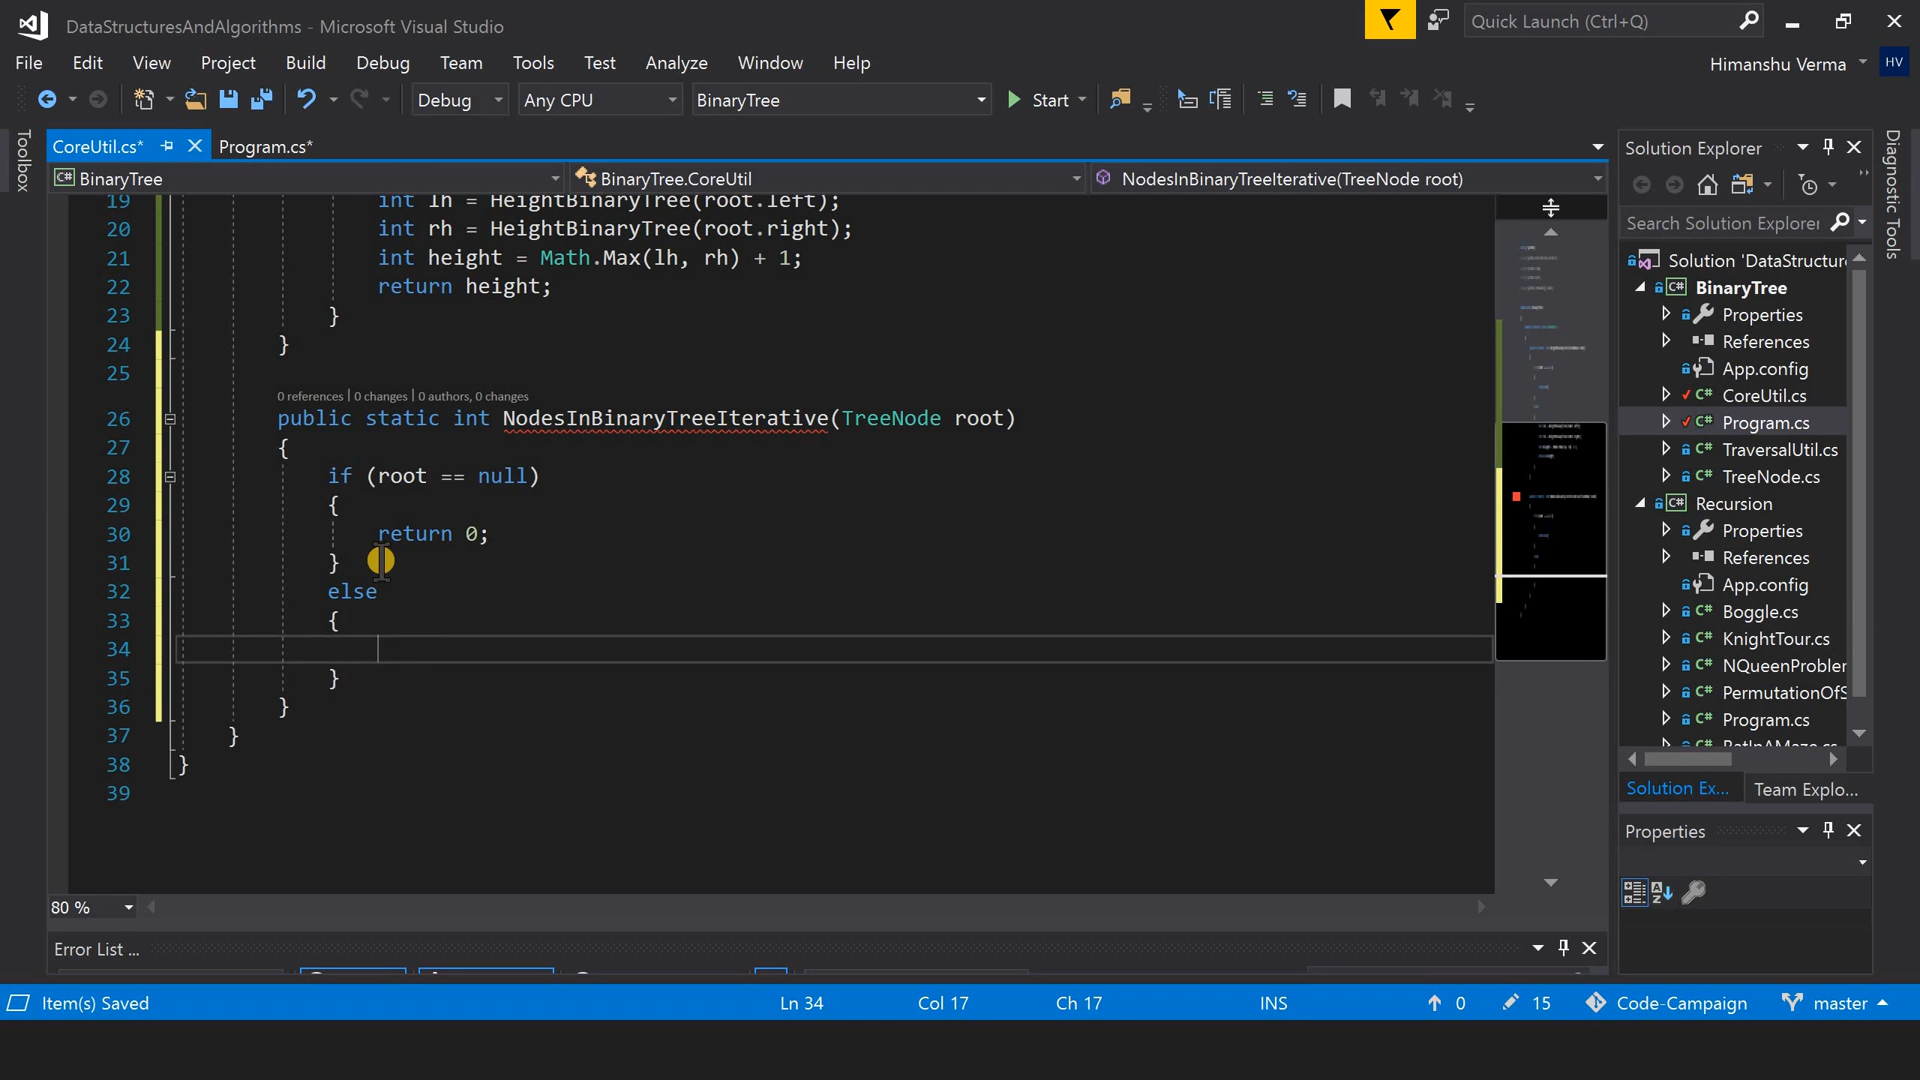 DataStructuresAndAlgorithms - Microsoft Visual Studio
Quick Launch (Ctrl+Q)
File Edit View Project Build Debug Team Tools Test Analyze Window Help
Himanshu Verma HV
Debug Any CPU BinaryTree Start
Toolbox
CoreUtil.cs* Program.cs*
BinaryTree BinaryTree.CoreUtil NodesInBinaryTreeIterative(TreeNode root)
19 int lh = HeightBinaryTree(root.left);
20 int rh = HeightBinaryTree(root.right);
21 int height = Math.Max(lh, rh) + 1;
22 return height;
23 }
24 }
25
0 references | 0 changes | 0 authors, 0 changes
26 public static int NodesInBinaryTreeIterative(TreeNode root)
27 {
28 if (root == null)
29 {
30 return 0;
31 }
32 else
33 {
34
35 }
36 }
37 }
38 }
39
80 %
Error List ...
Solution Explorer
Search Solution Explorer
Solution 'DataStructure
BinaryTree
Properties
References
App.config
CoreUtil.cs
Program.cs
TraversalUtil.cs
TreeNode.cs
Recursion
Properties
References
App.config
Boggle.cs
KnightTour.cs
NQueenProbler
PermutationOfS
Program.cs
RatInAMaze.cs
Solution Ex... Team Explo...
Properties
Diagnostic Tools
Item(s) Saved Ln 34 Col 17 Ch 17 INS 0 15 Code-Campaign master